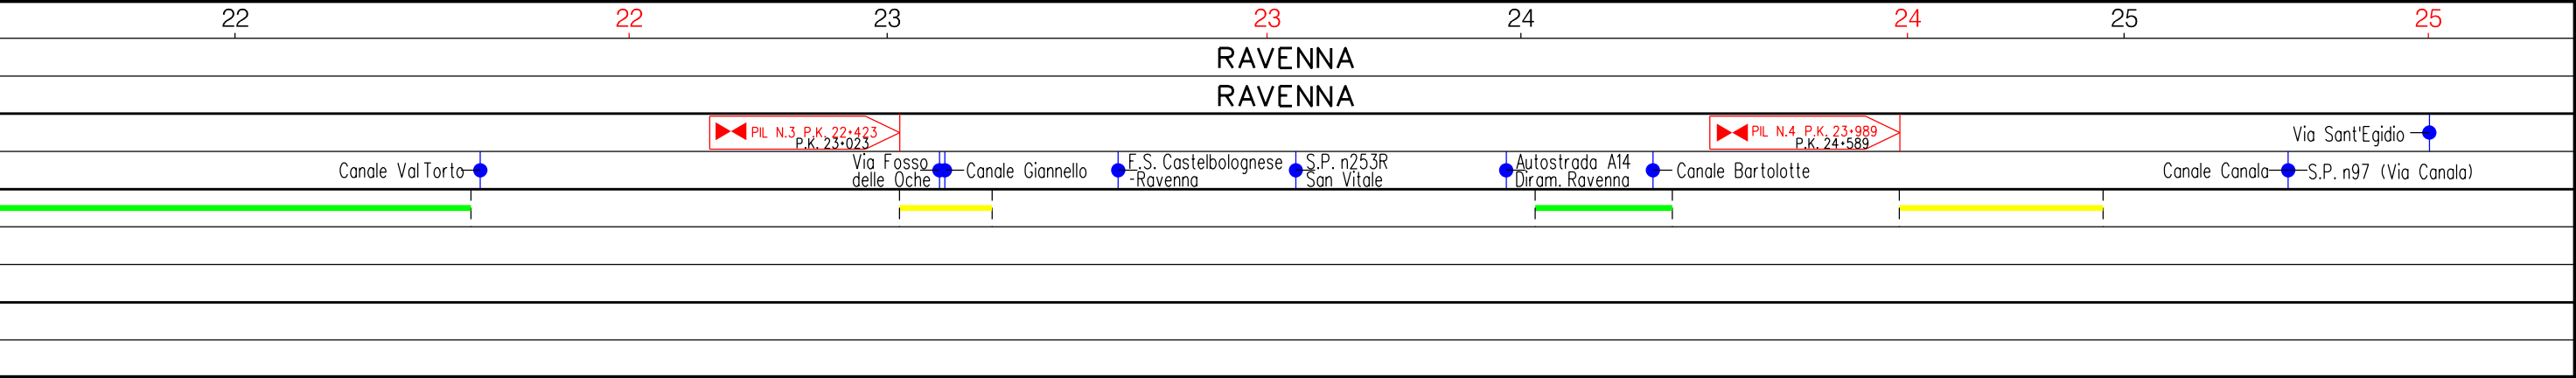 22 22 23 23 24 24 25 25
RAVENNA
RAVENNA
PIL N.3 P.K. 22+423
P.K. 23+023
PIL N.4 P.K. 23+989
P.K. 24+589
Via Sant'Egidio
Canale ValTorto
Via Fosso
delle Oche
Canale Giannello
F.S. Castelbolognese
-Ravenna
S.P. n253R
San Vitale
Autostrada A14
Diram. Ravenna
Canale Bartolotte
Canale Canala
S.P. n97 (Via Canala)